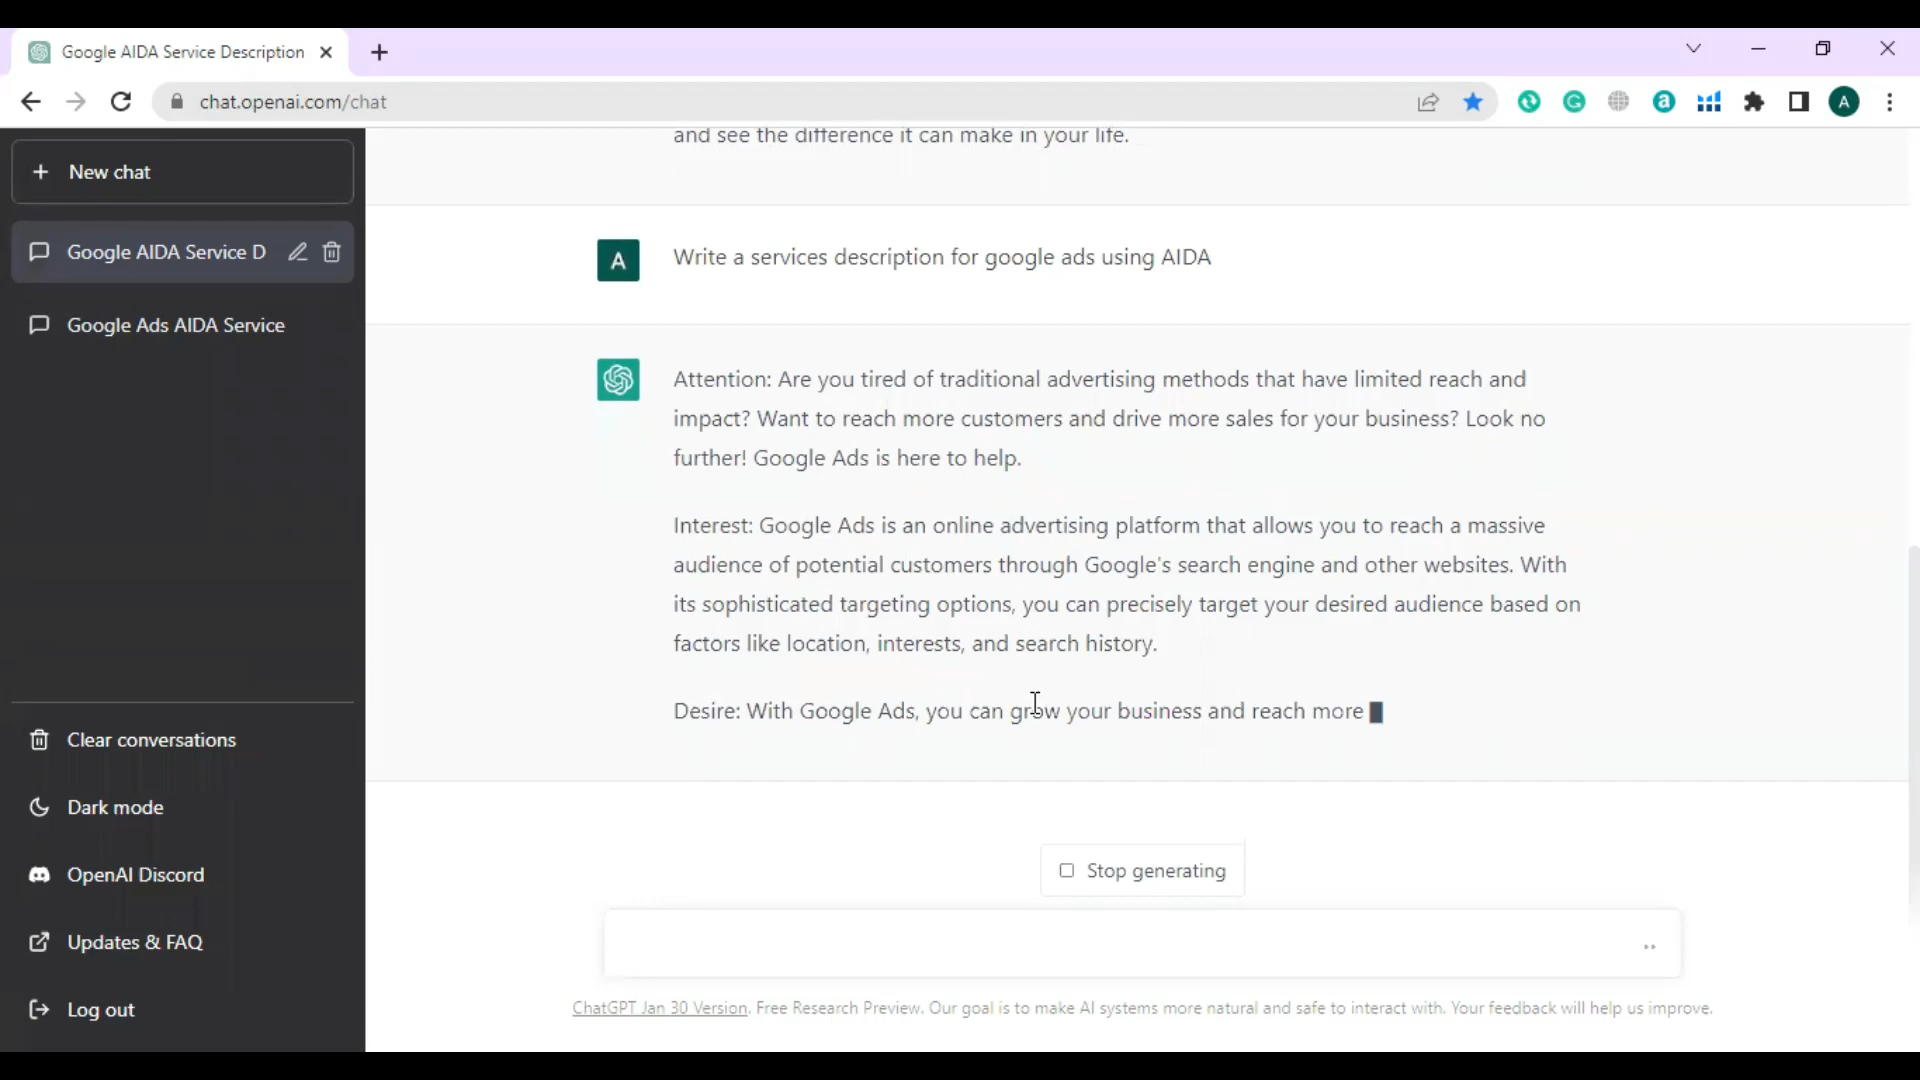 Google AIDA Service Description
chat.openai.com/chat
A
New chat
Google AIDA Service D
Google Ads AIDA Service
Clear conversations
Dark mode
OpenAI Discord
Updates & FAQ
Log out
and see the difference it can make in your life.
A
Write a services description for google ads using AIDA
Attention: Are you tired of traditional advertising methods that have limited reach and
impact? Want to reach more customers and drive more sales for your business? Look no
further! Google Ads is here to help.
Interest: Google Ads is an online advertising platform that allows you to reach a massive
audience of potential customers through Google's search engine and other websites. With
its sophisticated targeting options, you can precisely target your desired audience based on
factors like location, interests, and search history.
Desire: With Google Ads, you can grow your business and reach more
Stop generating
ChatGPT Jan 30 Version. Free Research Preview. Our goal is to make AI systems more natural and safe to interact with. Your feedback will help us improve.